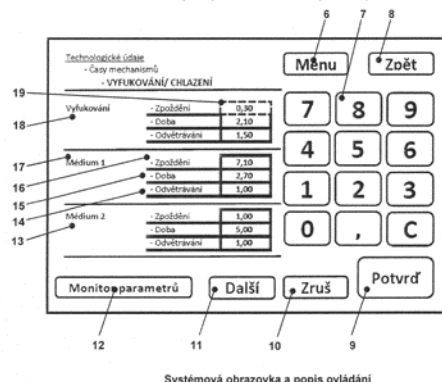 6 7 8
Technologické údaje
- Časy mechanismů
- VYFUKOVÁNÍ/ CHLAZENÍ
Menu Zpět
19
Vyfukování - Zpoždění 0,30
18 - Doba 2,10
- Odvětrávání 1,50
7 8 9
17 Médium 1 - Zpoždění 7,10
16 - Doba 2,70
15 - Odvětrávání 1,00
14
4 5 6
1 2 3
Médium 2 - Zpoždění 1,00
13 - Doba 5,00
- Odvětrávání 1,00
0 , C
Monitor parametrů Další Zruš Potvrď
12 11 10 9
Systémová obrazovka a popis ovládání